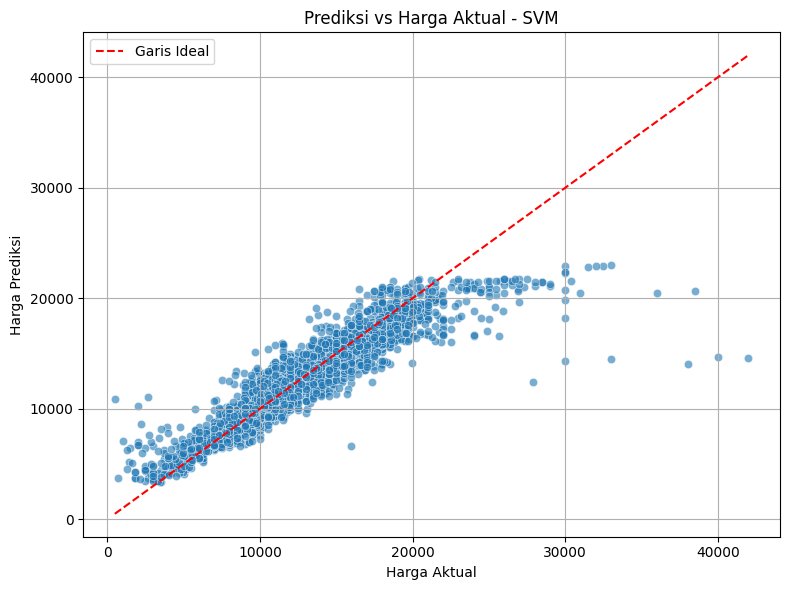 Prediksi vs Harga Aktual - SVM
Garis Ideal
40000
30000
20000
10000
0
Harga Prediksi
0 10000 20000 30000 40000
Harga Aktual